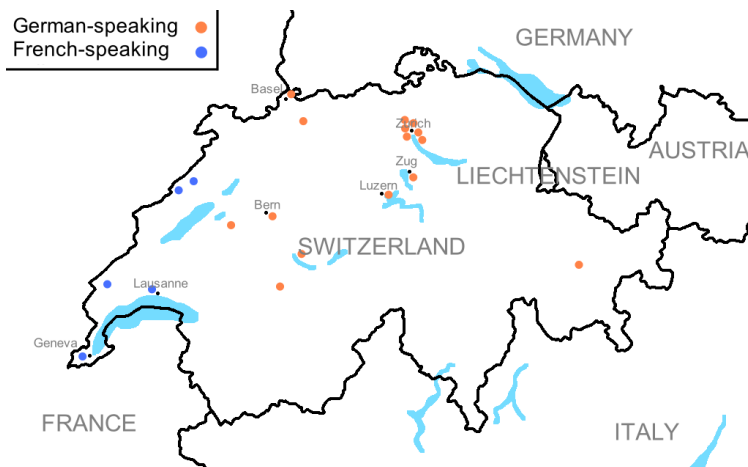 German-speaking
French-speaking
GERMANY
Basel
Zürich
AUSTRIA
Zug
LIECHTENSTEIN
Luzern
Bern
SWITZERLAND
Lausanne
Geneva
FRANCE
ITALY